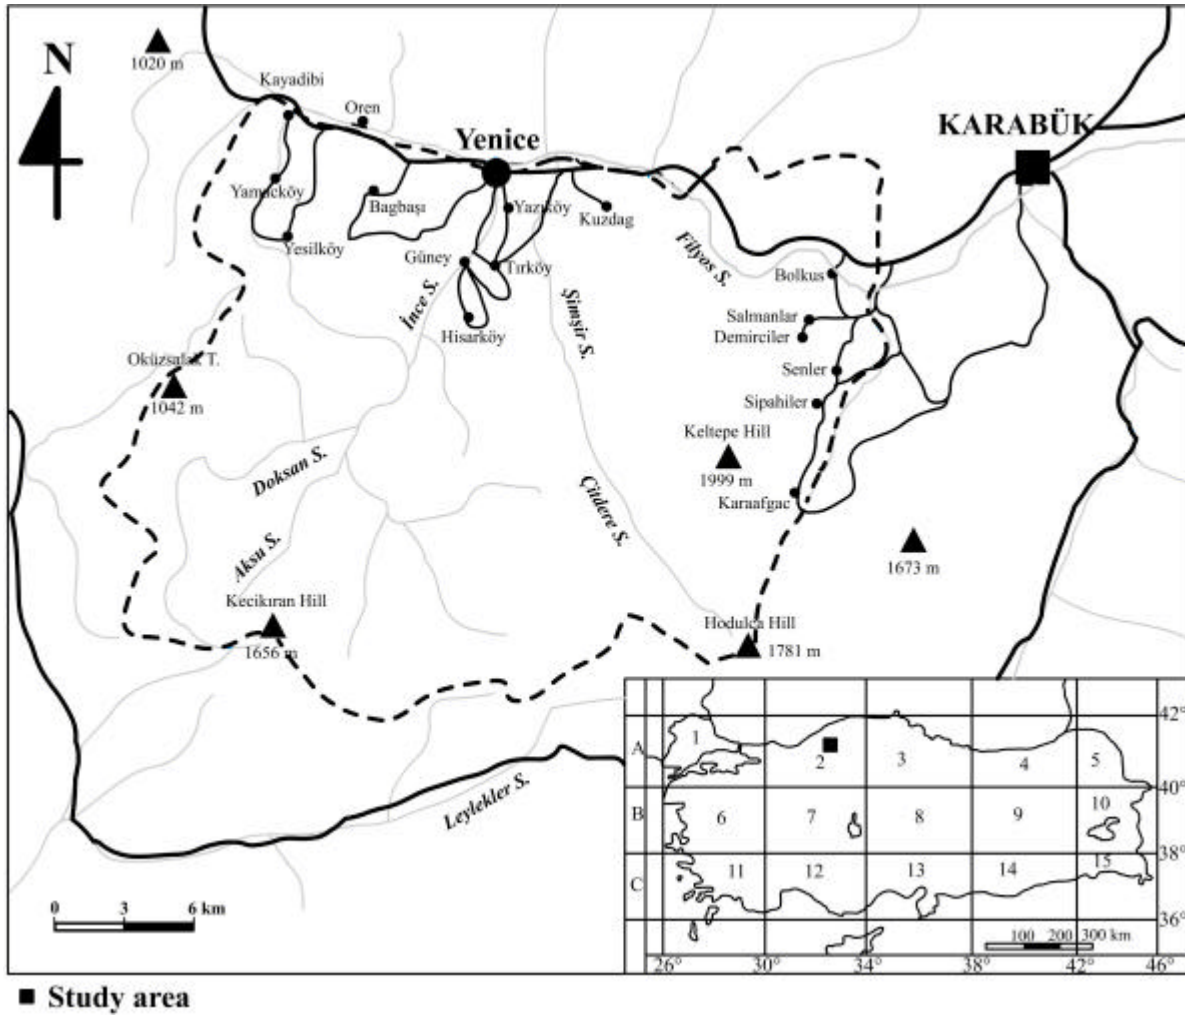 1020 m
N
Kayadibi
Oren
Yenice
KARABÜK
Yamaçköy
Bagbaşı
Yazıköy
Kuzdag
Yesilköy
Güney
Tırköy
Filyos S.
Bolkus
İnce S.
Şimşir S.
Hisarköy
Salmanlar
Demirciler
Oküzsalak T.
1042 m
Senler
Sipahiler
Keltepe Hill
1999 m
Karaafgac
Doksan S.
Çitdere S.
Aksu S.
1673 m
Kecikıran Hill
1656 m
Hodulca Hill
1781 m
Leylekler S.
0 3 6 km
42°
A 1 2 3 4 5
40°
B 6 7 8 9 10
38°
C 11 12 13 14 15
36°
100 200 300 km
26° 30° 34° 38° 42° 46°
Study area